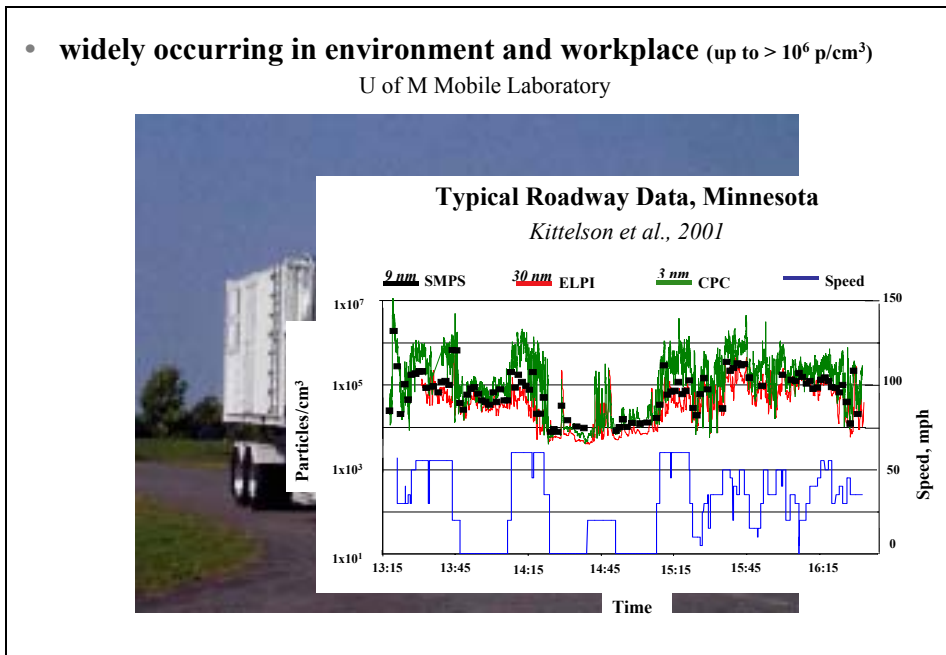 • widely occurring in environment and workplace (up to > 10⁶ p/cm³)
U of M Mobile Laboratory
Typical Roadway Data, Minnesota
Kittelson et al., 2001
9 nm SMPS 30 nm ELPI 3 nm CPC Speed
1x10⁷
1x10⁵
1x10³
1x10¹
Particles/cm³
150
100
50
0
Speed, mph
13:15 13:45 14:15 14:45 15:15 15:45 16:15
Time